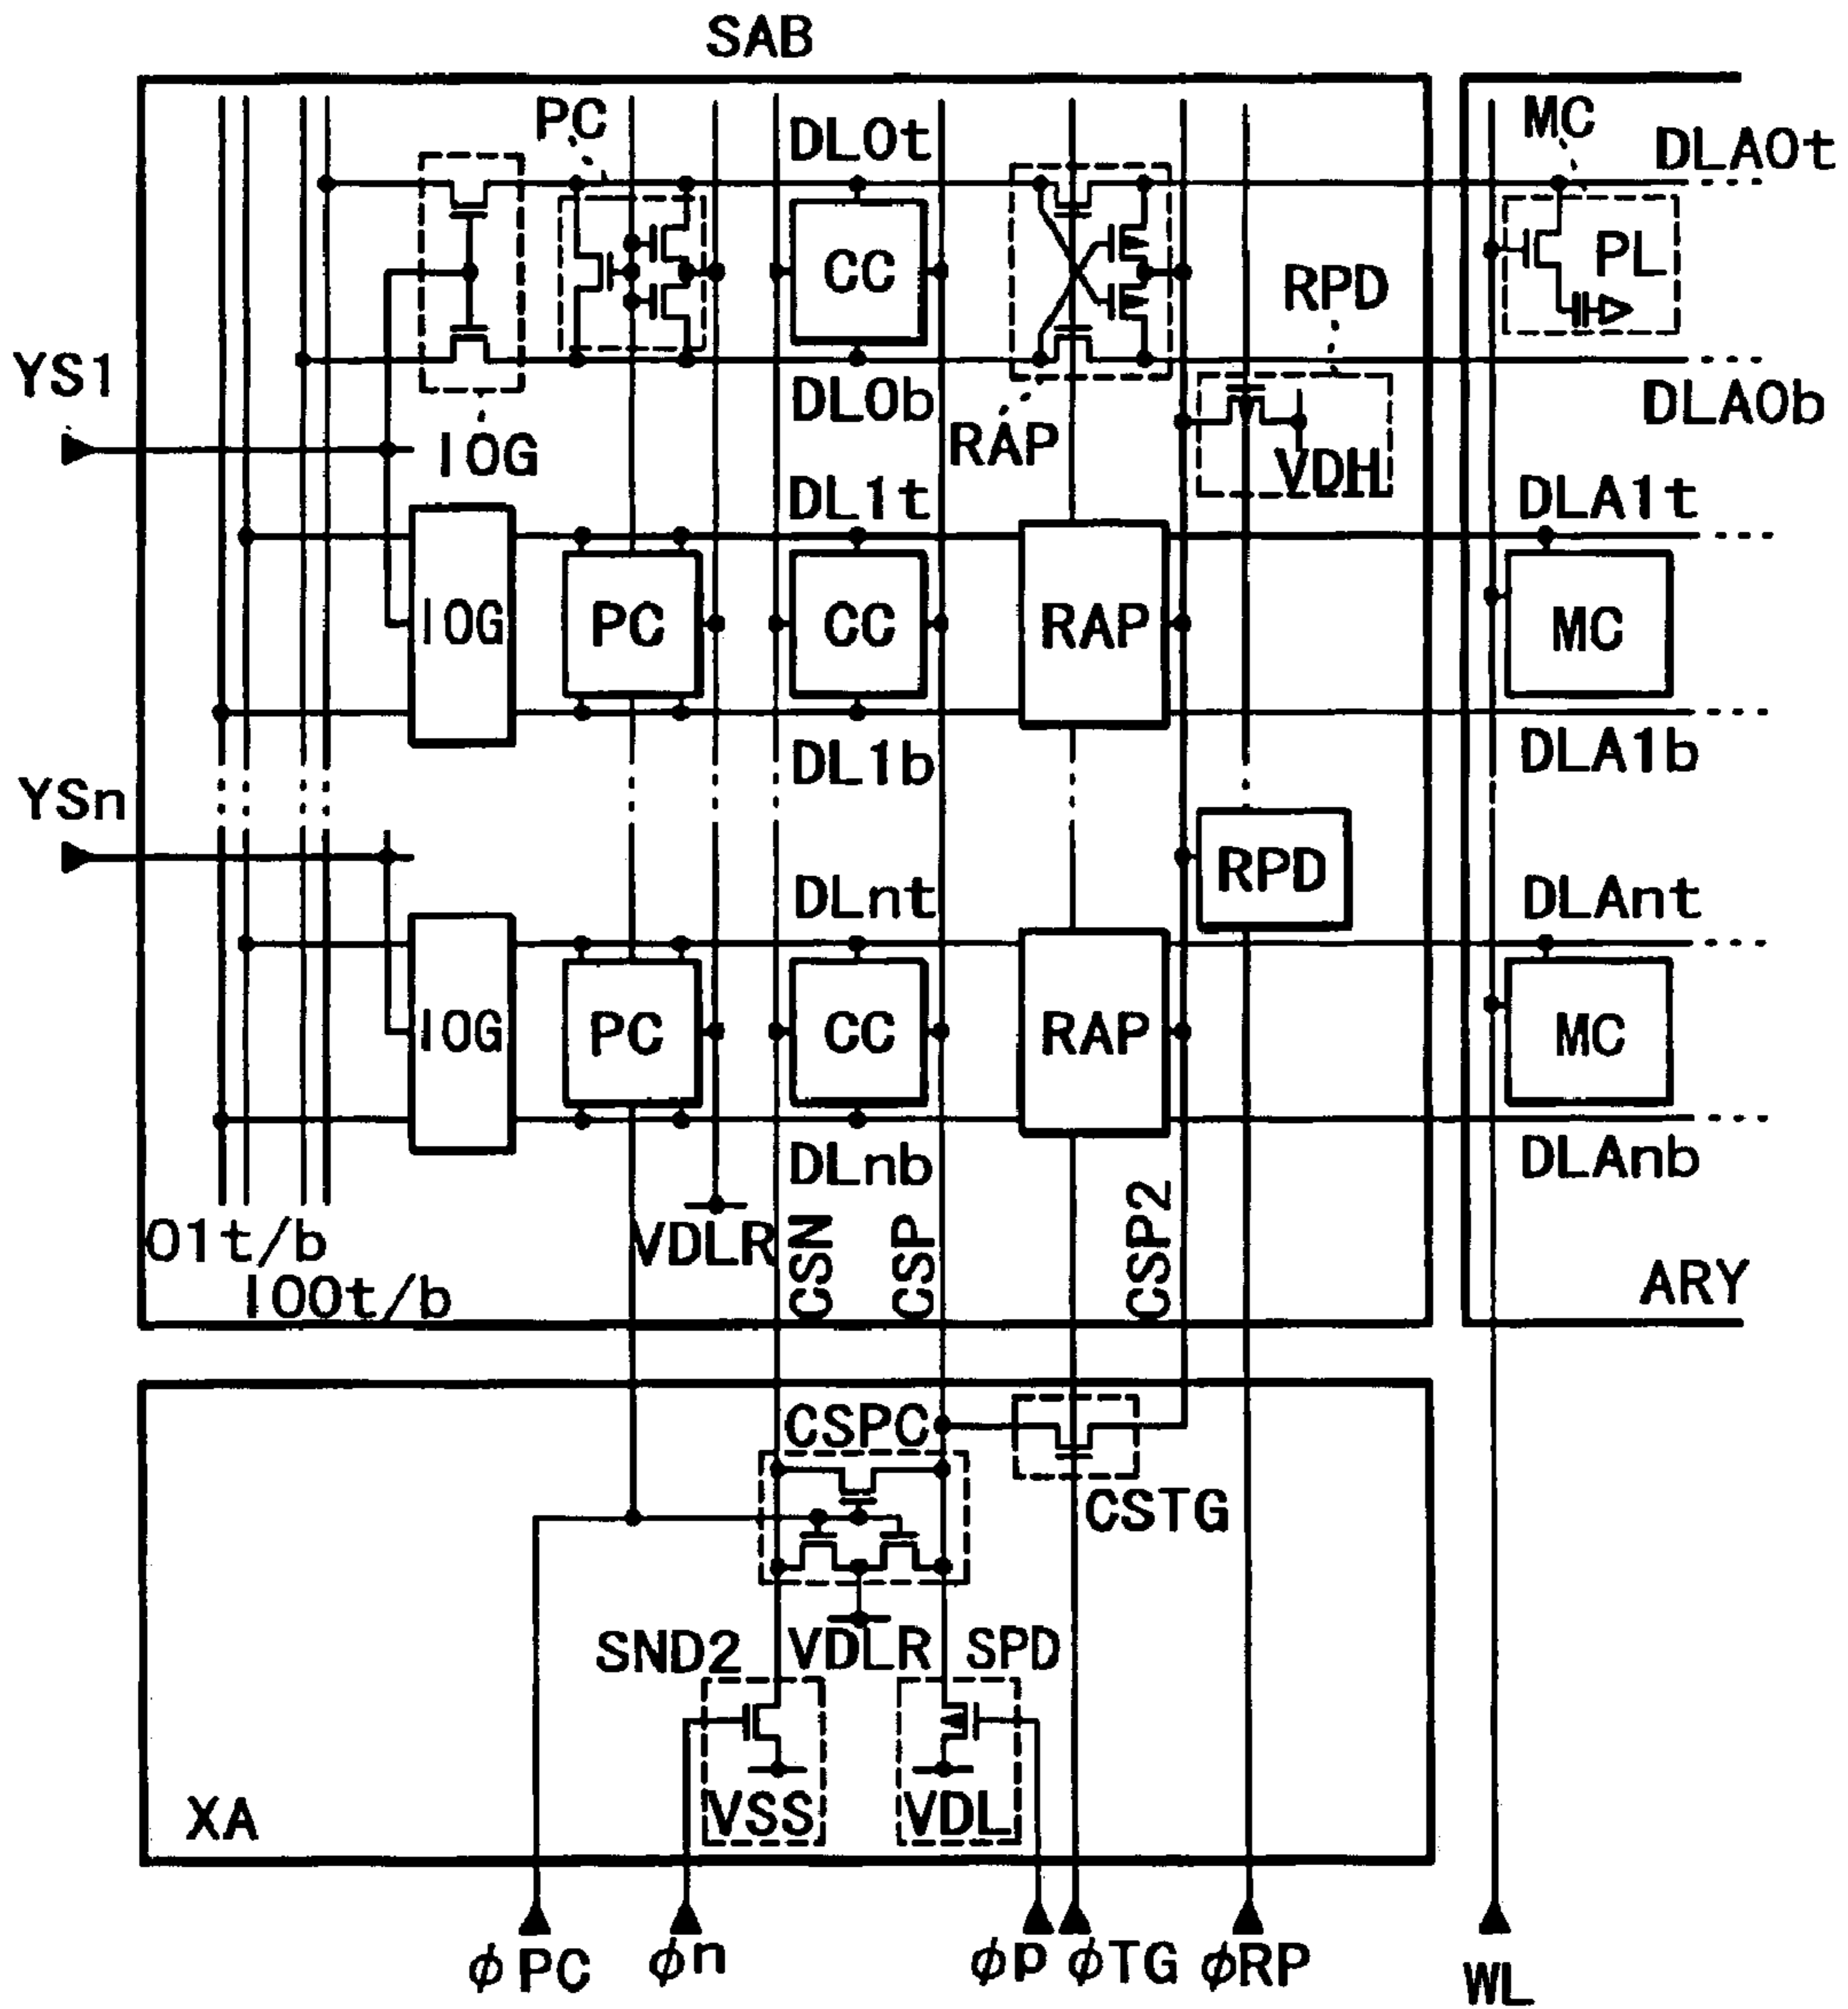 SAB
PC
DL0t
MC
DLA0t
CC
RPD
PL
YS1
DL0b
DLA0b
IOG
RAP
VDH
DL1t
DLA1t
IOG
PC
CC
RAP
MC
DL1b
DLA1b
YSn
RPD
DLnt
DLAnt
IOG
PC
CC
RAP
MC
DLnb
DLAnb
O1t/b
VDLR
CSN
CSP
CSP2
IO0t/b
ARY
CSPC
CSTG
SND2
VDLR
SPD
VSS
VDL
XA
φPC
φn
φp
φTG
φRP
WL